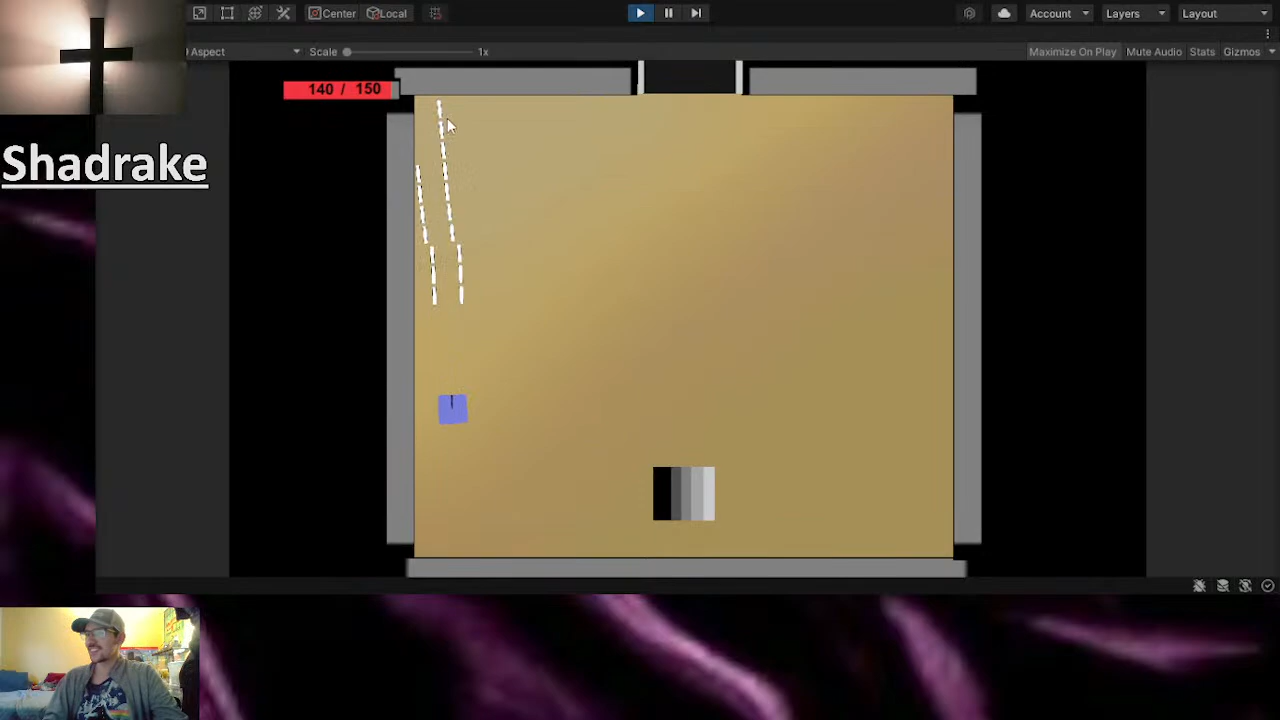 Center
Local
Account
Layers
Layout
Aspect
Scale
1x
Maximize On Play
Mute Audio
Stats
Gizmos
140 / 150
Shadrake